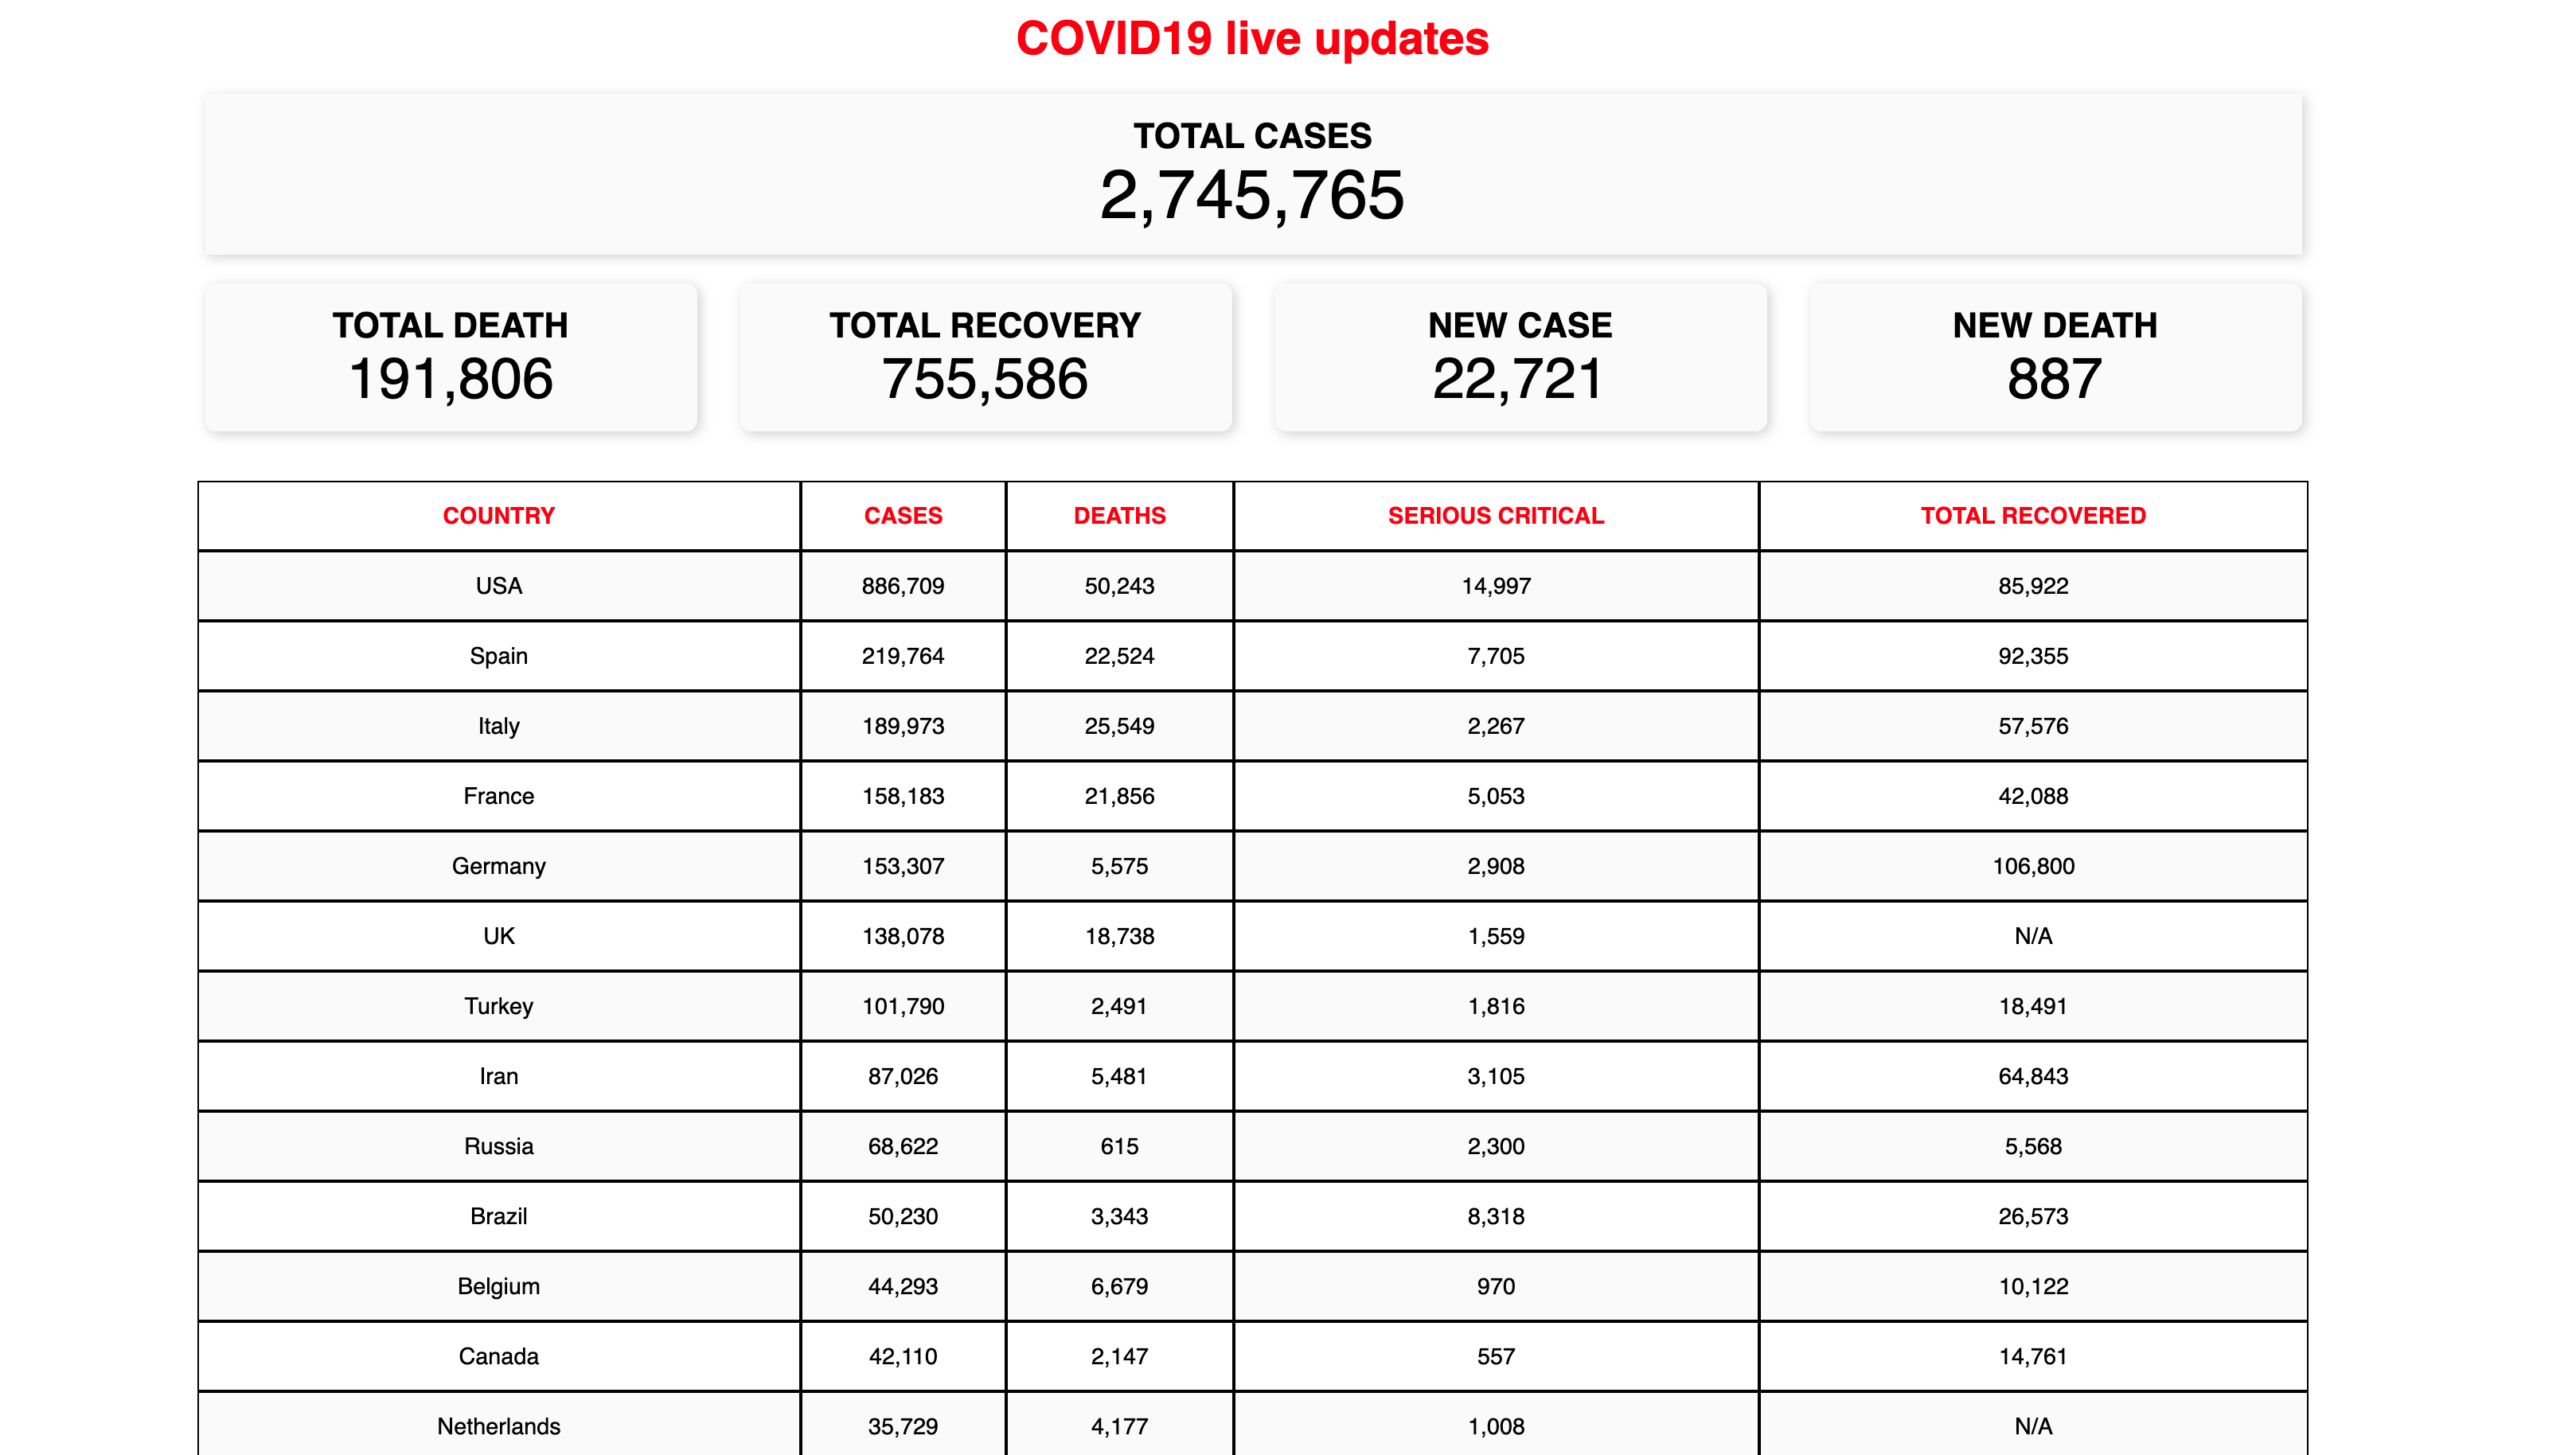 COVID19 live updates
TOTAL CASES
2,745,765
TOTAL DEATH
191,806
TOTAL RECOVERY
755,586
NEW CASE
22,721
NEW DEATH
887
COUNTRY CASES DEATHS SERIOUS CRITICAL TOTAL RECOVERED
USA 886,709 50,243 14,997 85,922
Spain 219,764 22,524 7,705 92,355
Italy 189,973 25,549 2,267 57,576
France 158,183 21,856 5,053 42,088
Germany 153,307 5,575 2,908 106,800
UK 138,078 18,738 1,559 N/A
Turkey 101,790 2,491 1,816 18,491
Iran 87,026 5,481 3,105 64,843
Russia 68,622 615 2,300 5,568
Brazil 50,230 3,343 8,318 26,573
Belgium 44,293 6,679 970 10,122
Canada 42,110 2,147 557 14,761
Netherlands 35,729 4,177 1,008 N/A